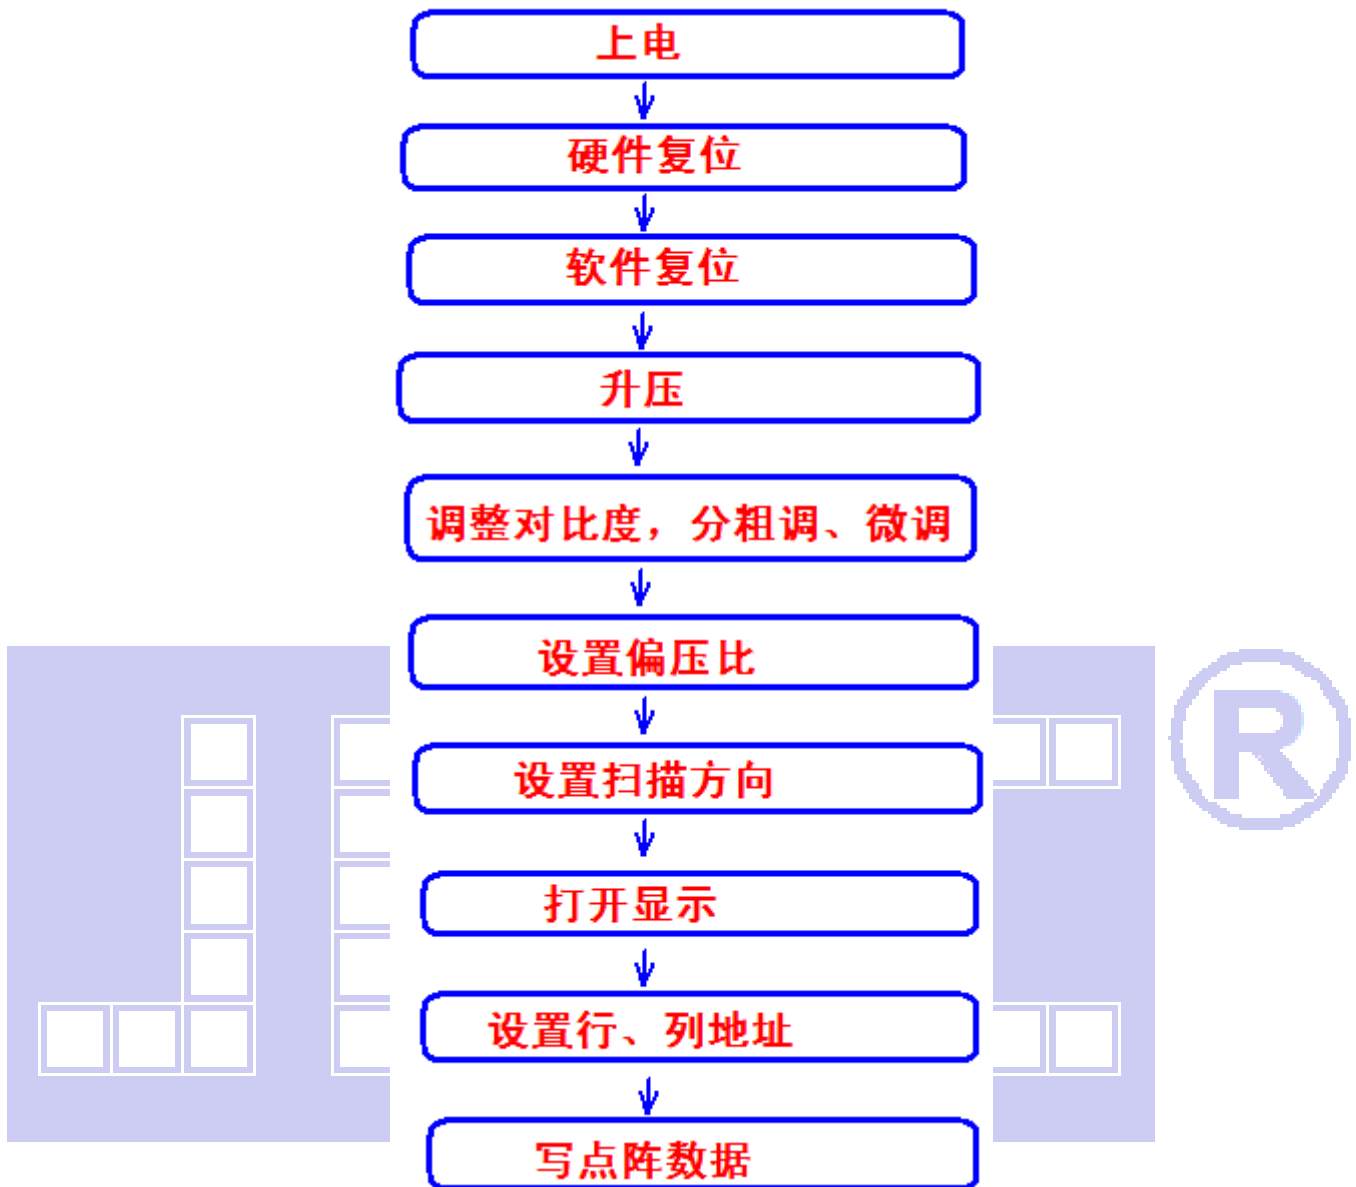 上电
硬件复位
软件复位
升压
调整对比度，分粗调、微调
设置偏压比
设置扫描方向
打开显示
设置行、列地址
写点阵数据
R